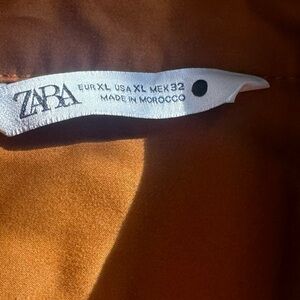 ZARA
EUR XL USA XL MEX 32
MADE IN MOROCCO